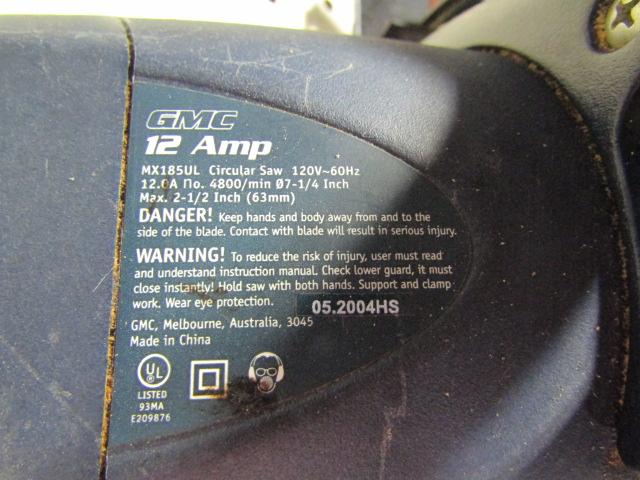 GMC
12 Amp
MX185UL Circular Saw 120V~60Hz
12.0A no. 4800/min Ø7-1/4 Inch
Max. 2-1/2 Inch (63mm)
DANGER! Keep hands and body away from and to the
side of the blade. Contact with blade will result in serious injury.
WARNING! To reduce the risk of injury, user must read
and understand instruction manual. Check lower guard, it must
close instantly! Hold saw with both hands. Support and clamp
work. Wear eye protection.
05.2004HS
GMC, Melbourne, Australia, 3045
Made in China
UL
LISTED
93MA
E209876